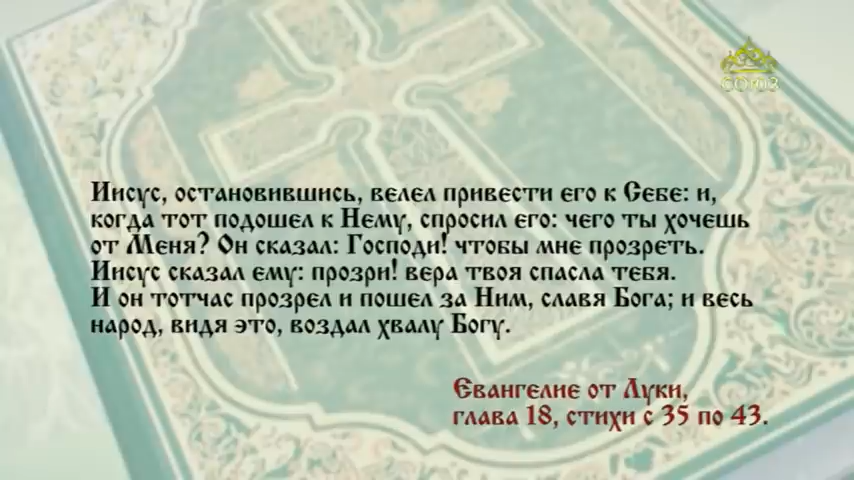 СОЮЗ
Иисус, остановившись, велел привести его к Себе: и,
когда тот подошел к Нему, спросил его: чего ты хочешь
от Меня? Он сказал: Господи! чтобы мне прозреть.
Иисус сказал ему: прозри! вера твоя спасла тебя.
И он тотчас прозрел и пошел за Ним, славя Бога; и весь
народ, видя это, воздал хвалу Богу.
Евангелие от Луки,
глава 18, стихи с 35 по 43.